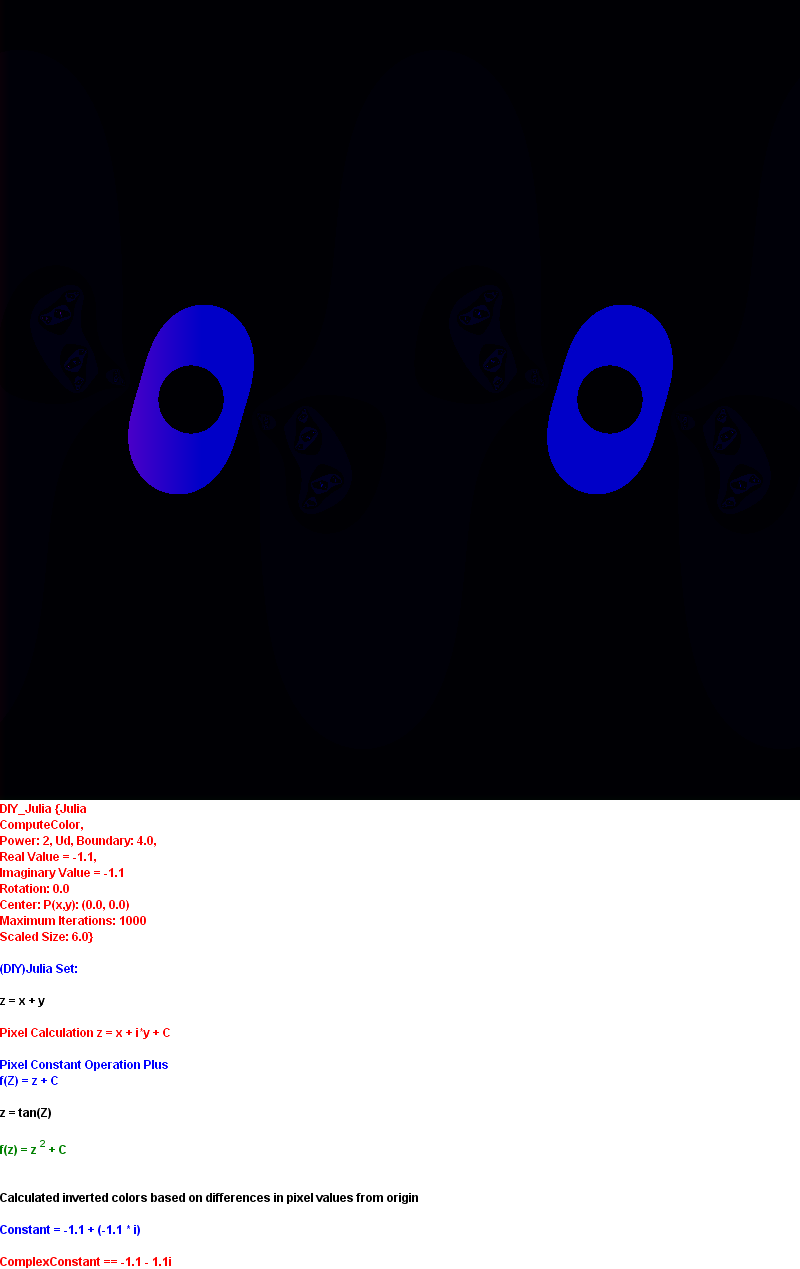 DIY_Julia {Julia
ComputeColor,
Power: 2, Ud, Boundary: 4.0,
Real Value = -1.1,
Imaginary Value = -1.1
Rotation: 0.0
Center: P(x,y): (0.0, 0.0)
Maximum Iterations: 1000
Scaled Size: 6.0}
(DIY)Julia Set:
z = x + y
Pixel Calculation z = x + i*y + C
Pixel Constant Operation Plus
f(Z) = z + C
z = tan(Z)
f(z) = z 2 + C
Calculated inverted colors based on differences in pixel values from origin
Constant = -1.1 + (-1.1 * i)
ComplexConstant == -1.1 - 1.1i